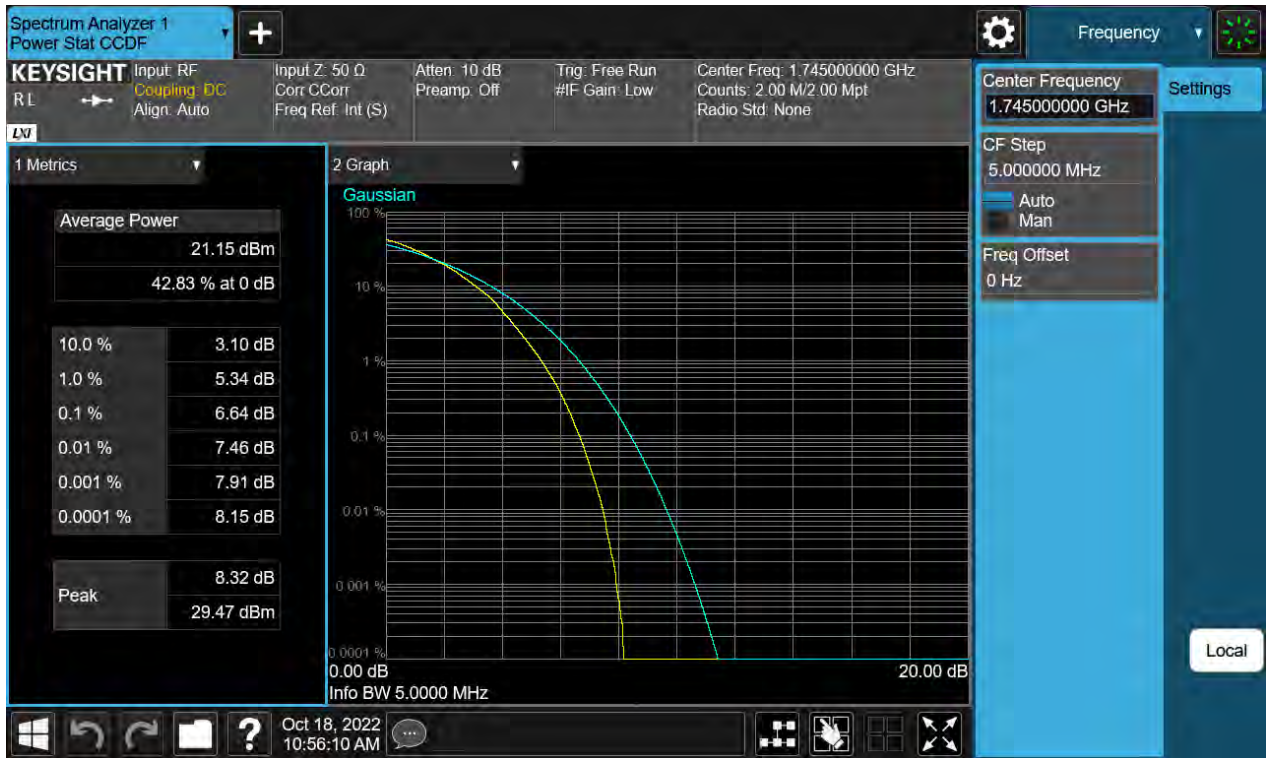 Spectrum Analyzer 1
Power Stat CCDF
+
Frequency
KEYSIGHT
RL
LXI
Input: RF
Coupling: DC
Align: Auto
Input Z: 50 Ω
Corr CCorr
Freq Ref: Int (S)
Atten: 10 dB
Preamp: Off
Trig: Free Run
#IF Gain: Low
Center Freq: 1.745000000 GHz
Counts: 2.00 M/2.00 Mpt
Radio Std: None
Center Frequency
1.745000000 GHz
Settings
CF Step
5.000000 MHz
Auto
Man
Freq Offset
0 Hz
1 Metrics
Average Power
21.15 dBm
42.83 % at 0 dB
10.0 % 3.10 dB
1.0 % 5.34 dB
0.1 % 6.64 dB
0.01 % 7.46 dB
0.001 % 7.91 dB
0.0001 % 8.15 dB
Peak
8.32 dB
29.47 dBm
2 Graph
Gaussian
100 %
10 %
1 %
0.1 %
0.01 %
0.001 %
0.0001 %
0.00 dB 20.00 dB
Info BW 5.0000 MHz
Local
?
Oct 18, 2022
10:56:10 AM